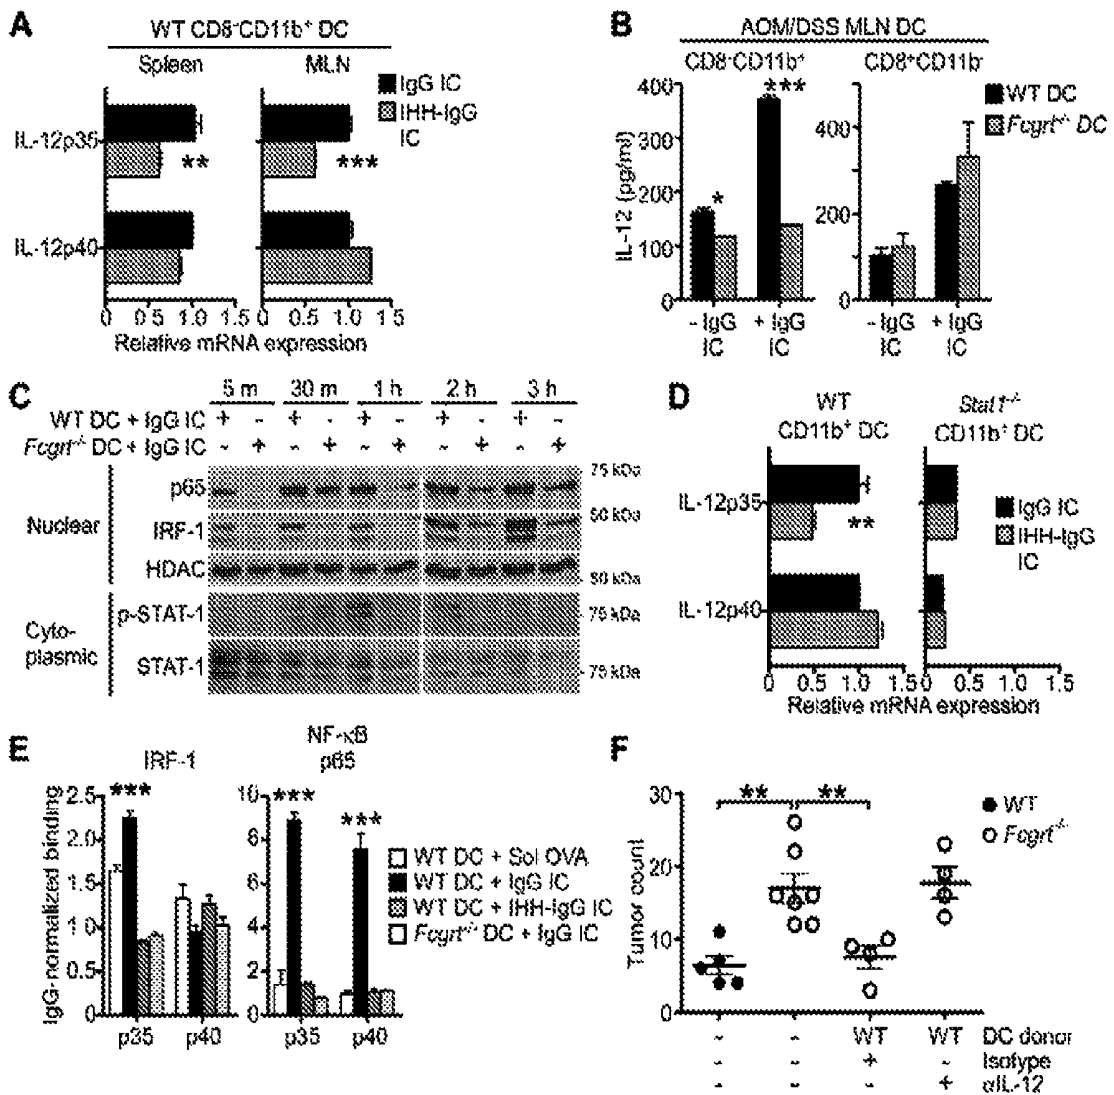 A
WT CD8-CD11b+ DC
Spleen
MLN
IgG IC
IHH-IgG
IC
IL-12p35
**
***
IL-12p40
0 0.5 1.0 1.5 0 0.5 1.0 1.5
Relative mRNA expression
B
AOM/DSS MLN DC
CD8-CD11b+
CD8+CD11b-
WT DC
Fcgrt-/- DC
IL-12 (pg/ml)
400
300
200
100
0
400
200
0
*
***
- IgG
IC
+ IgG
IC
- IgG
IC
+ IgG
IC
C
5 m 30 m 1 h 2 h 3 h
WT DC + IgG IC + - + - + - + - + -
Fcgrt-/- DC + IgG IC - + - + - + - + - +
Nuclear
p65
75 kDa
IRF-1
50 kDa
HDAC
Cyto-
plasmic
p-STAT-1
75 kDa
STAT-1
75 kDa
D
WT
CD11b+ DC
Stat1-/-
CD11b+ DC
IL-12p35
**
IgG IC
IHH-IgG
IC
IL-12p40
0 0.5 1.0 1.5 0 0.5 1.0 1.5
Relative mRNA expression
E
IRF-1
NF-κB
p65
IgG-normalized binding
2.5
2.0
1.5
1.0
0.5
0
***
10
8
6
4
2
0
***
***
p35 p40 p35 p40
WT DC + Sol OVA
WT DC + IgG IC
WT DC + IHH-IgG IC
Fcgrt-/- DC + IgG IC
F
Tumor count
30
20
10
0
** **
WT
Fcgrt-/-
- - WT WT DC donor
- - + - Isotype
- - - + αIL-12